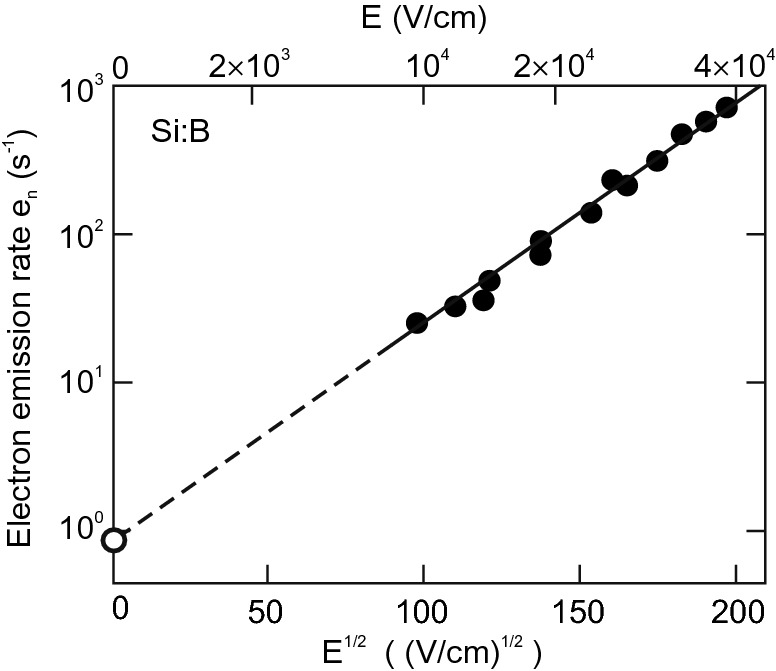 E (V/cm)
0 2×10³ 10⁴ 2×10⁴ 4×10⁴
10³
Si:B
10²
10¹
10⁰
Electron emission rate eₙ (s⁻¹)
0 50 100 150 200
E^1/2 ( (V/cm)^1/2 )